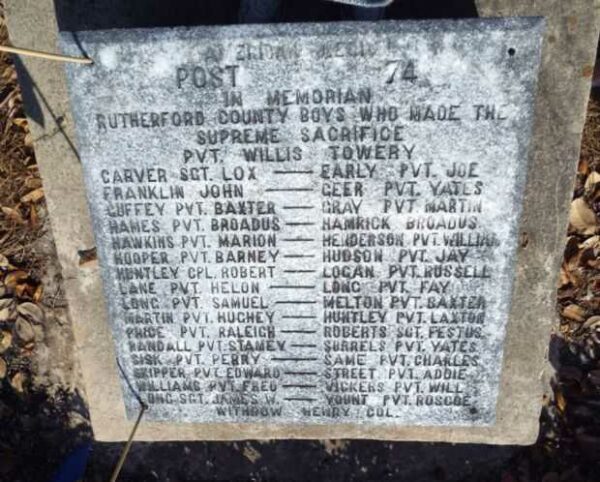 AMERICAN LEGION
POST 74
IN MEMORIAN
RUTHERFORD COUNTY BOYS WHO MADE THE
SUPREME SACRIFICE
PVT. WILLIS TOWERY
CARVER SGT. LOX — EARLY PVT. JOE
FRANKLIN JOHN — GEER PVT. YATES
GUFFEY PVT. BAXTER — GRAY PVT MARTIN
HAMES PVT. BROADUS — HAMRICK BROADUS
HAWKINS PVT. MARION — HENDERSON PVT. WILLIAM
HOOPER PVT. BARNEY — HUDSON PVT. JAY
HUNTLEY CPL. ROBERT — LOGAN PVT. RUSSELL
LANE PVT. HELON — LONG PVT. FAY
LONG PVT. SAMUEL — MELTON PVT. BAXTER
MARTIN PVT. HUGHEY — HUNTLEY PVT. LAXTON
PRICE PVT. RALEIGH — ROBERTS SGT. FESTUS
RANDALL PVT STAMEY — SORRELS PVT. YATES
SISK PVT. PERRY — SAME PVT. CHARLES
SKIPPER PVT. EDWARD — STREET PVT. ADDIE
WILLIAMS PVT. FRED — VICKERS PVT. WILL
LONG SGT. JAMES W. — YOUNT PVT. ROSCOE
WITHROW HENRY COL.